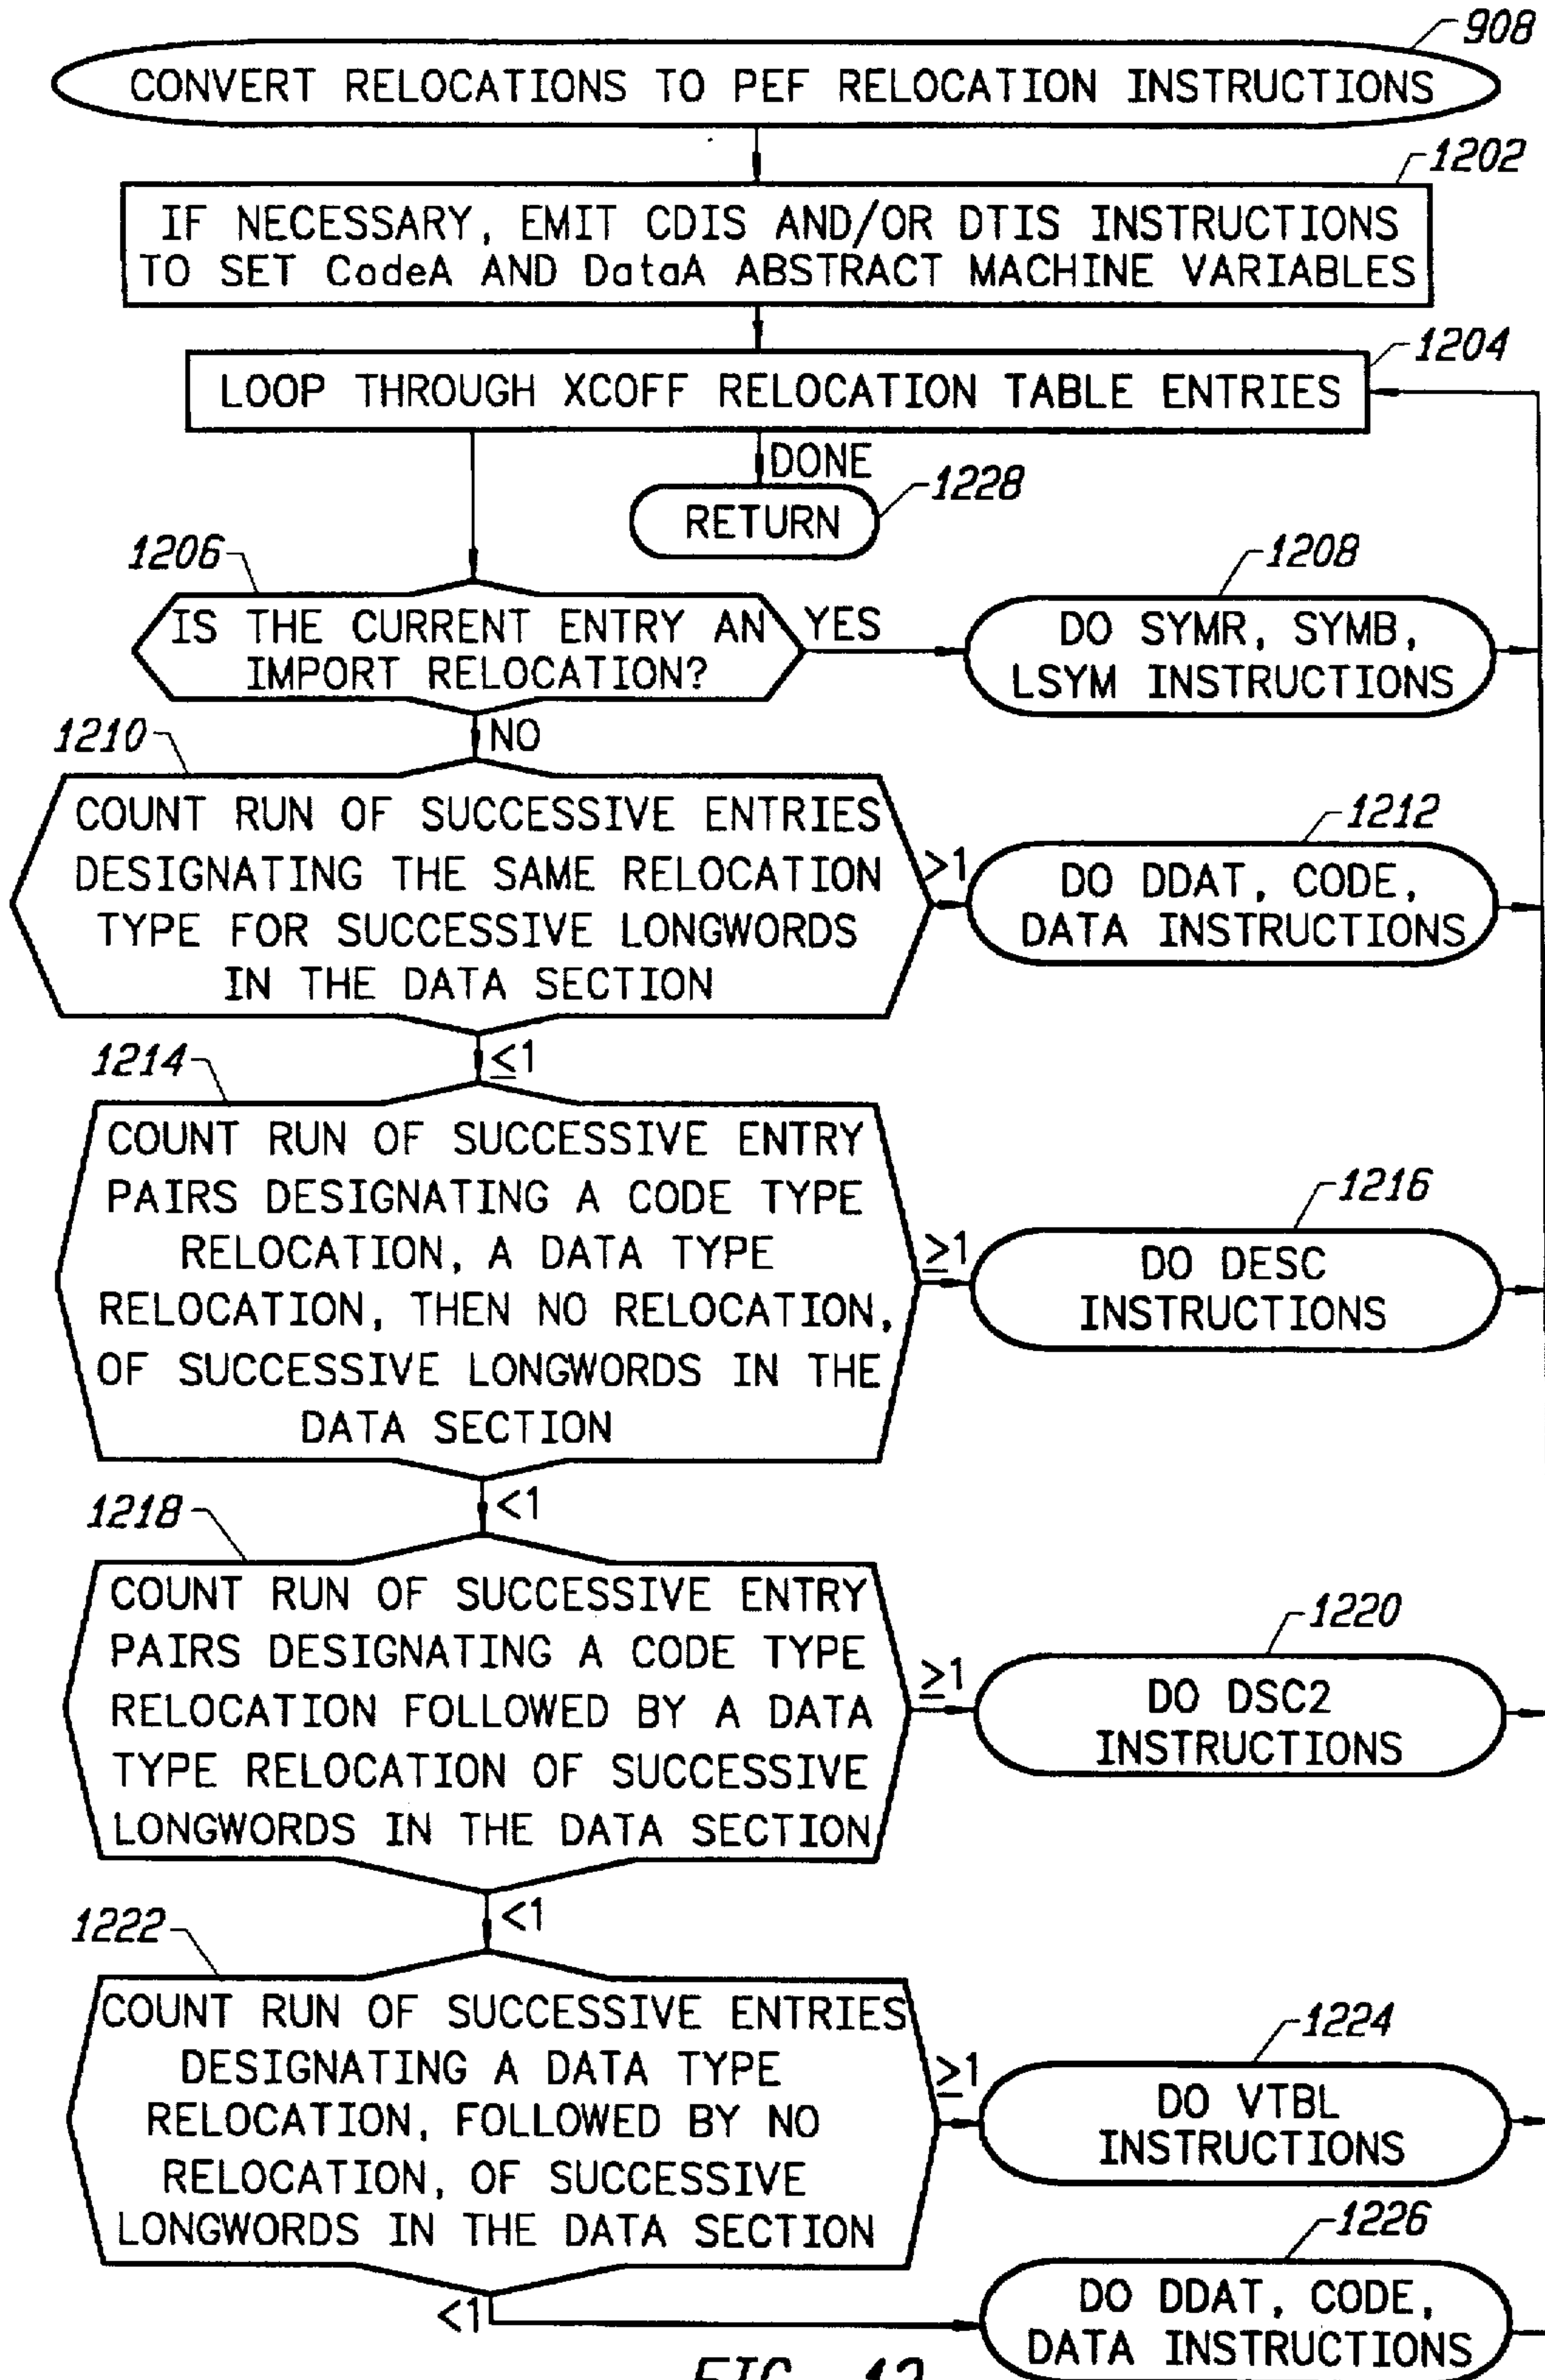 908
CONVERT RELOCATIONS TO PEF RELOCATION INSTRUCTIONS
1202
IF NECESSARY, EMIT CDIS AND/OR DTIS INSTRUCTIONS
TO SET CodeA AND DataA ABSTRACT MACHINE VARIABLES
1204
LOOP THROUGH XCOFF RELOCATION TABLE ENTRIES
DONE
1228
RETURN
1206
IS THE CURRENT ENTRY AN
IMPORT RELOCATION?
YES
1208
DO SYMR, SYMB,
LSYM INSTRUCTIONS
NO
1210
COUNT RUN OF SUCCESSIVE ENTRIES
DESIGNATING THE SAME RELOCATION
TYPE FOR SUCCESSIVE LONGWORDS
IN THE DATA SECTION
>1
1212
DO DDAT, CODE,
DATA INSTRUCTIONS
≤1
1214
COUNT RUN OF SUCCESSIVE ENTRY
PAIRS DESIGNATING A CODE TYPE
RELOCATION, A DATA TYPE
RELOCATION, THEN NO RELOCATION,
OF SUCCESSIVE LONGWORDS IN THE
DATA SECTION
≥1
1216
DO DESC
INSTRUCTIONS
<1
1218
COUNT RUN OF SUCCESSIVE ENTRY
PAIRS DESIGNATING A CODE TYPE
RELOCATION FOLLOWED BY A DATA
TYPE RELOCATION OF SUCCESSIVE
LONGWORDS IN THE DATA SECTION
≥1
1220
DO DSC2
INSTRUCTIONS
<1
1222
COUNT RUN OF SUCCESSIVE ENTRIES
DESIGNATING A DATA TYPE
RELOCATION, FOLLOWED BY NO
RELOCATION, OF SUCCESSIVE
LONGWORDS IN THE DATA SECTION
≥1
1224
DO VTBL
INSTRUCTIONS
<1
1226
DO DDAT, CODE,
DATA INSTRUCTIONS